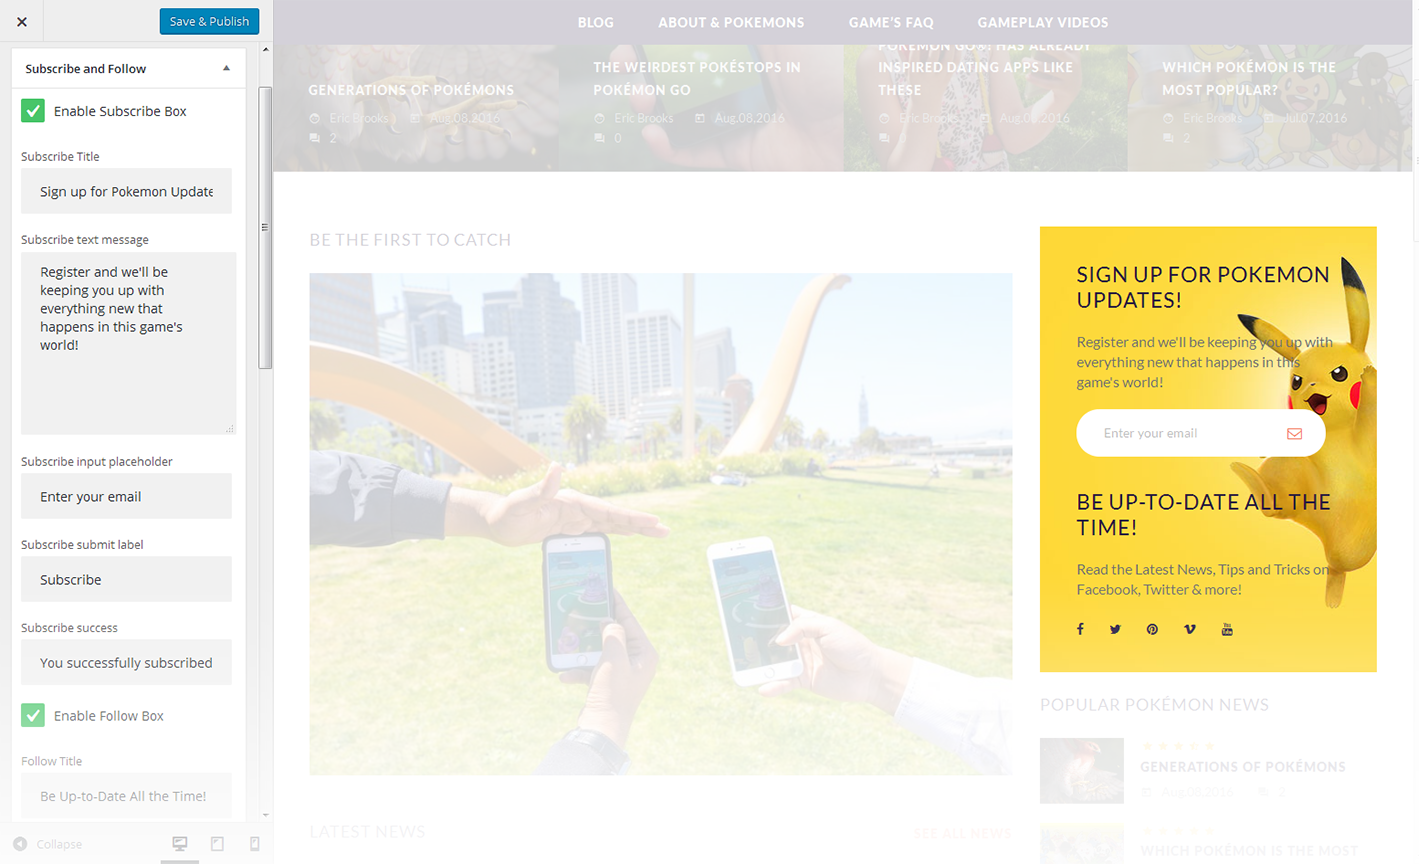 Save & Publish
Subscribe and Follow
Enable Subscribe Box
Subscribe Title
Sign up for Pokemon Update
Subscribe text message
Register and we'll be
keeping you up with
everything new that
happens in this game's
world!
Subscribe input placeholder
Enter your email
Subscribe submit label
Subscribe
Subscribe success
You successfully subscribed
Enable Follow Box
Follow Title
Be Up-to-Date All the Time!
Collapse
BLOG ABOUT & POKEMONS GAME'S FAQ GAMEPLAY VIDEOS
GENERATIONS OF POKÉMONS
Eric Brooks Aug,08,2016
2
THE WEIRDEST POKÉSTOPS IN
POKÉMON GO
Eric Brooks Aug,08,2016
0
POKÉMON GO®! HAS ALREADY
INSPIRED DATING APPS LIKE
THESE
Eric Brooks Aug,08,2016
WHICH POKÉMON IS THE
MOST POPULAR?
Eric Brooks Jul,07,2016
2
BE THE FIRST TO CATCH
SIGN UP FOR POKEMON
UPDATES!
Register and we'll be keeping you up with
everything new that happens in this
game's world!
Enter your email
BE UP-TO-DATE ALL THE
TIME!
Read the Latest News, Tips and Tricks on
Facebook, Twitter & more!
You
Tube
POPULAR POKÉMON NEWS
GENERATIONS OF POKÉMONS
Aug,08,2016 2
WHICH POKÉMON IS THE MOST
LATEST NEWS
SEE ALL NEWS